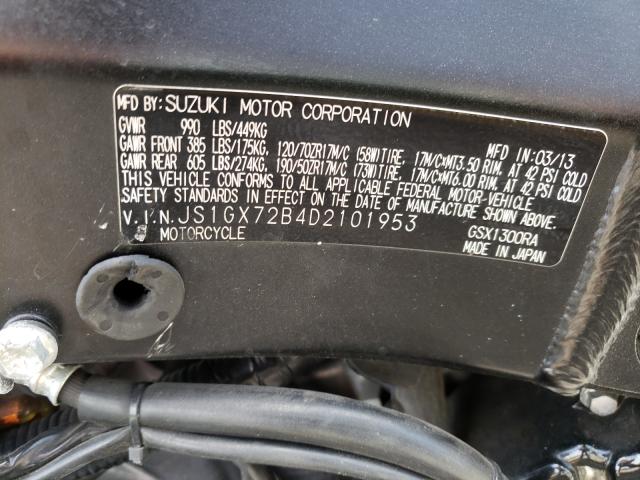 MFD BY: SUZUKI MOTOR CORPORATION
GVWR 990 LBS/449KG MFD IN: 03/13
GAWR FRONT 385 LBS/175KG, 120/70ZR17M/C (58W)TIRE, 17M/C×MT3.50 RIM, AT 42 PSI COLD
GAWR REAR 605 LBS/274KG, 190/50ZR17M/C (73W)TIRE, 17M/C×MT6.00 RIM, AT 42 PSI COLD
THIS VEHICLE CONFORMS TO ALL APPLICABLE FEDERAL MOTOR-VEHICLE
SAFETY STANDARDS IN EFFECT ON THE DATE OF MANUFACTURE SHOWN ABOVE.
V.I.N. JS1GX72B4D2101953 GSX1300RA
MOTORCYCLE MADE IN JAPAN